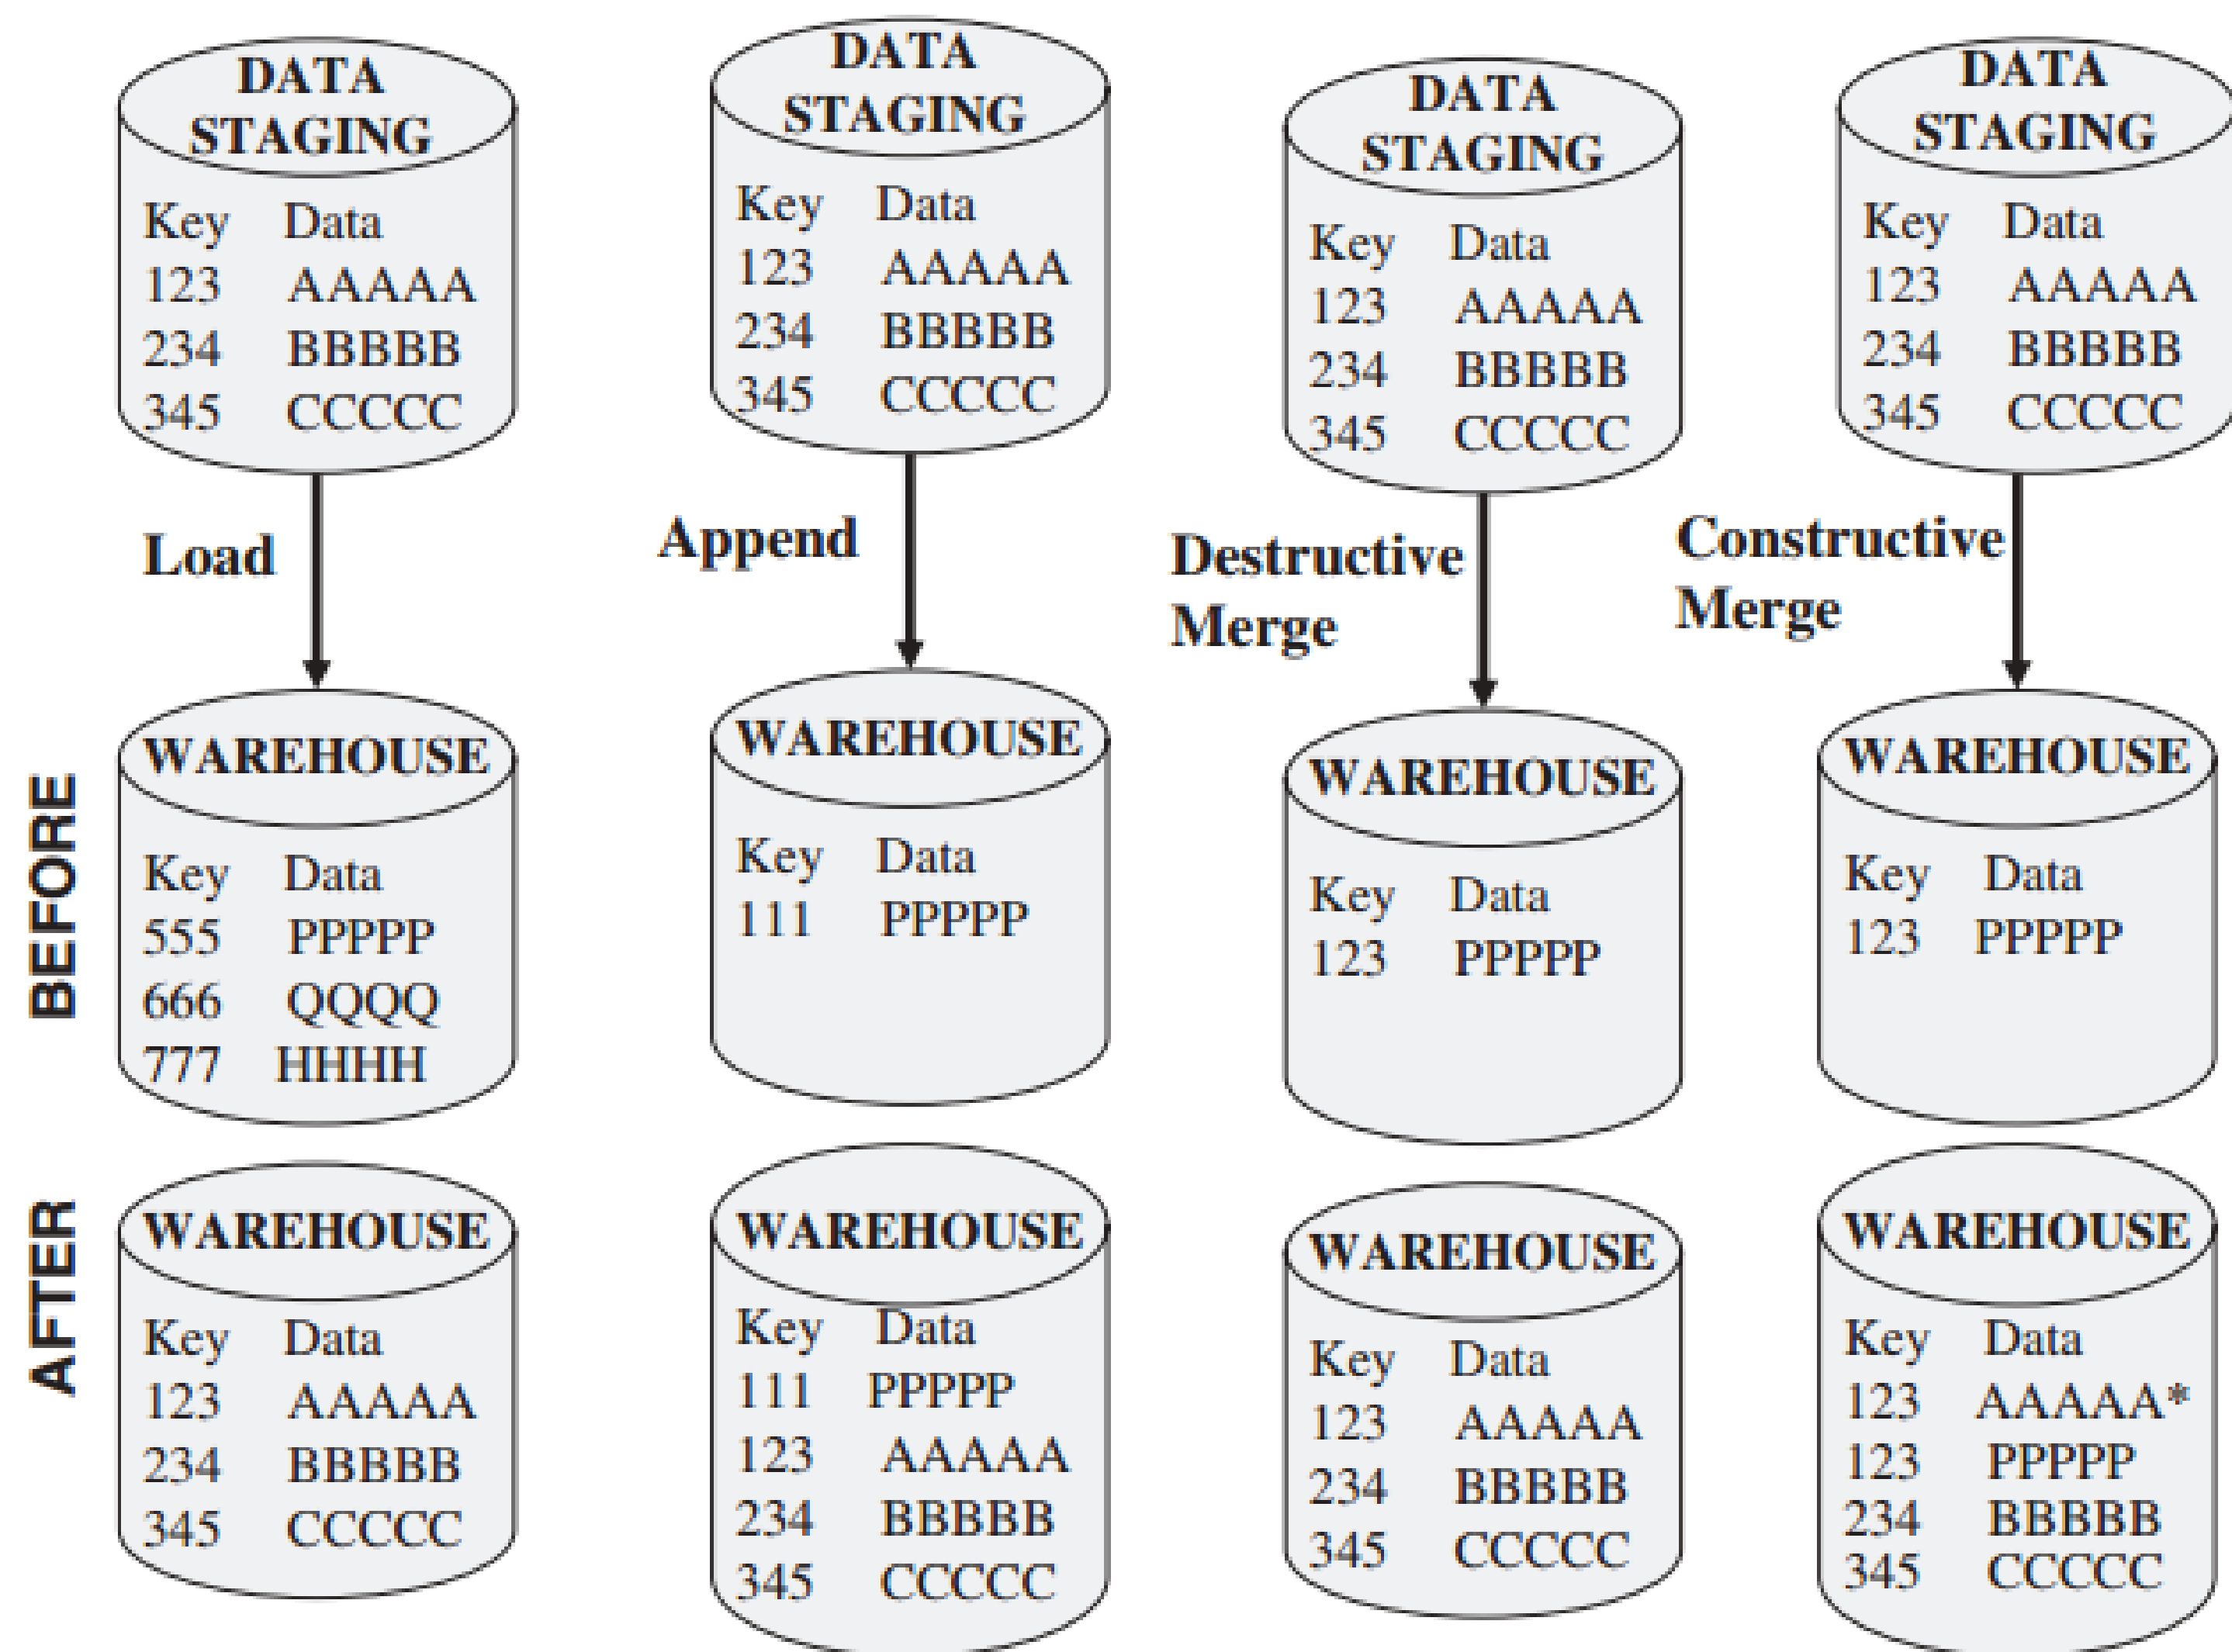 DATA
STAGING
Key Data
123 AAAAA
234 BBBBB
345 CCCCC
DATA
STAGING
Key Data
123 AAAAA
234 BBBBB
345 CCCCC
DATA
STAGING
Key Data
123 AAAAA
234 BBBBB
345 CCCCC
DATA
STAGING
Key Data
123 AAAAA
234 BBBBB
345 CCCCC
Load
Append
Destructive
Merge
Constructive
Merge
BEFORE
WAREHOUSE
Key Data
555 PPPPP
666 QQQQ
777 HHHH
WAREHOUSE
Key Data
111 PPPPP
WAREHOUSE
Key Data
123 PPPPP
WAREHOUSE
Key Data
123 PPPPP
AFTER
WAREHOUSE
Key Data
123 AAAAA
234 BBBBB
345 CCCCC
WAREHOUSE
Key Data
111 PPPPP
123 AAAAA
234 BBBBB
345 CCCCC
WAREHOUSE
Key Data
123 AAAAA
234 BBBBB
345 CCCCC
WAREHOUSE
Key Data
123 AAAAA*
123 PPPPP
234 BBBBB
345 CCCCC